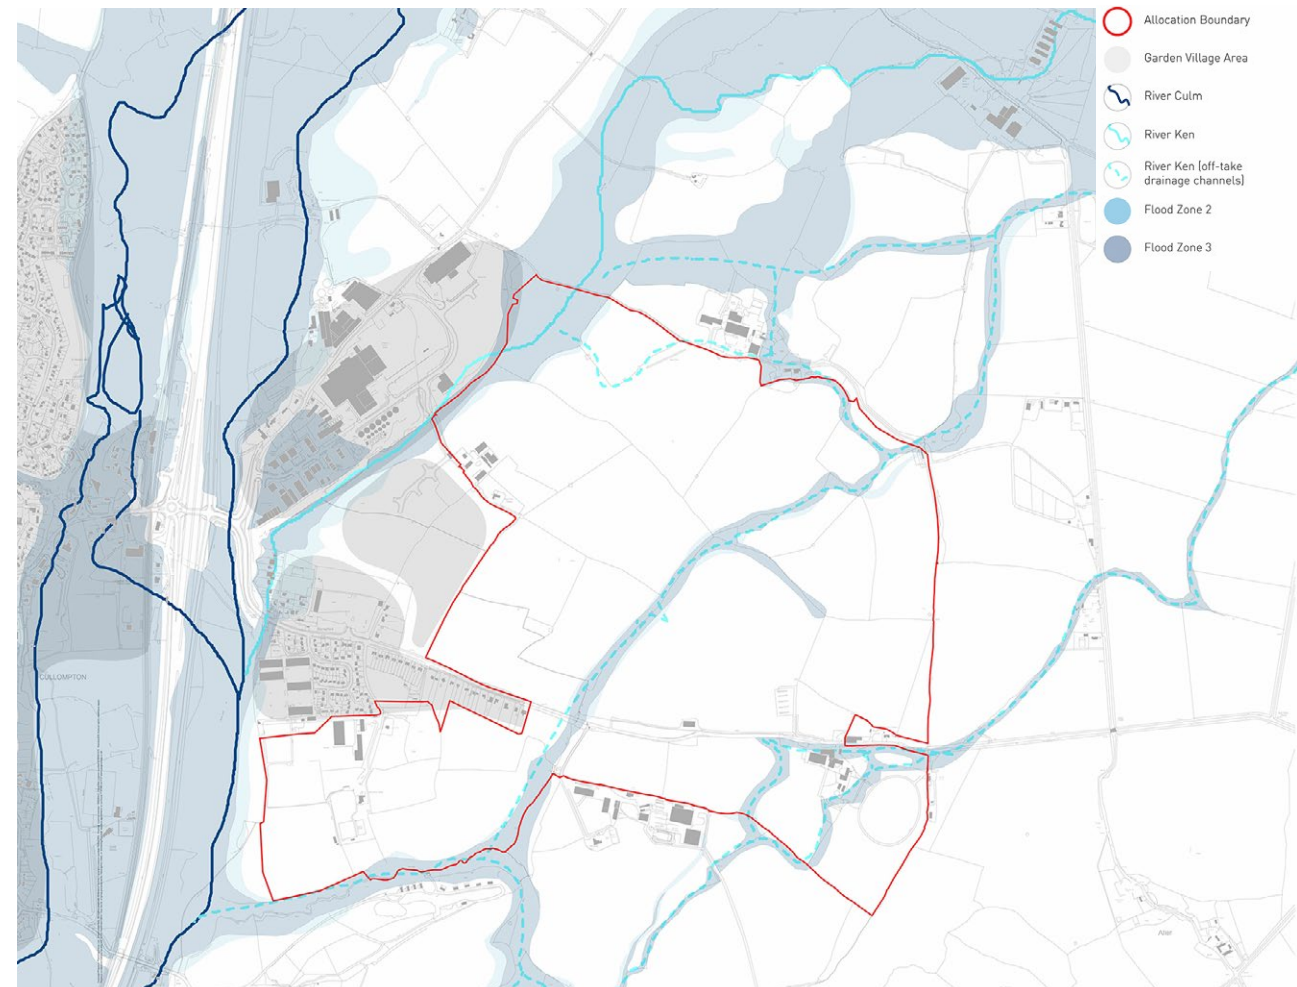 Allocation Boundary
Garden Village Area
River Culm
River Ken
River Ken (off-take
drainage channels)
Flood Zone 2
Flood Zone 3
CULLOMPTON
Aller